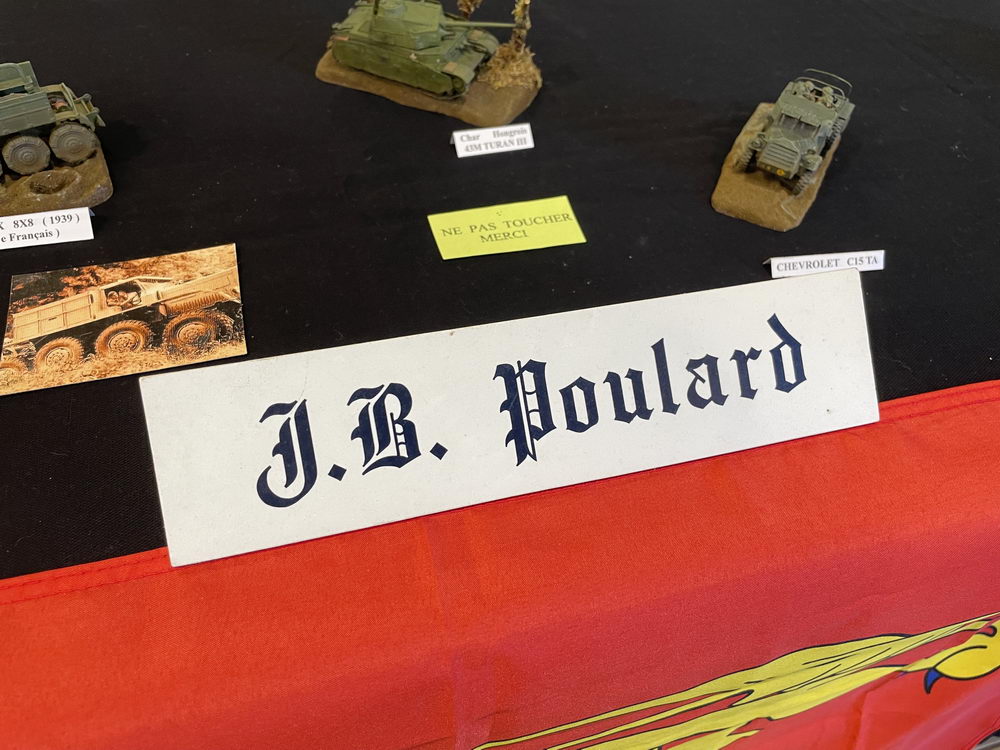 Char Hongrois
43M TURAN III
X 8X8 (1939)
e Français )
NE PAS TOUCHER
MERCI
CHEVROLET C15 TA
J.B. Poulard